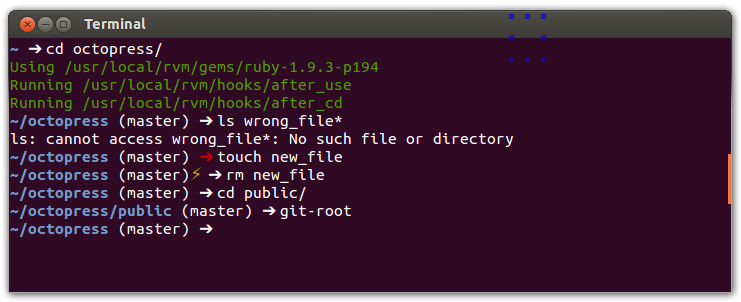 Terminal
~ ➔cd octopress/
Using /usr/local/rvm/gems/ruby-1.9.3-p194
Running /usr/local/rvm/hooks/after_use
Running /usr/local/rvm/hooks/after_cd
~/octopress (master) ➔ls wrong_file*
ls: cannot access wrong_file*: No such file or directory
~/octopress (master) ➔touch new_file
~/octopress (master)⚡ ➔rm new_file
~/octopress (master) ➔cd public/
~/octopress/public (master) ➔git-root
~/octopress (master) ➔